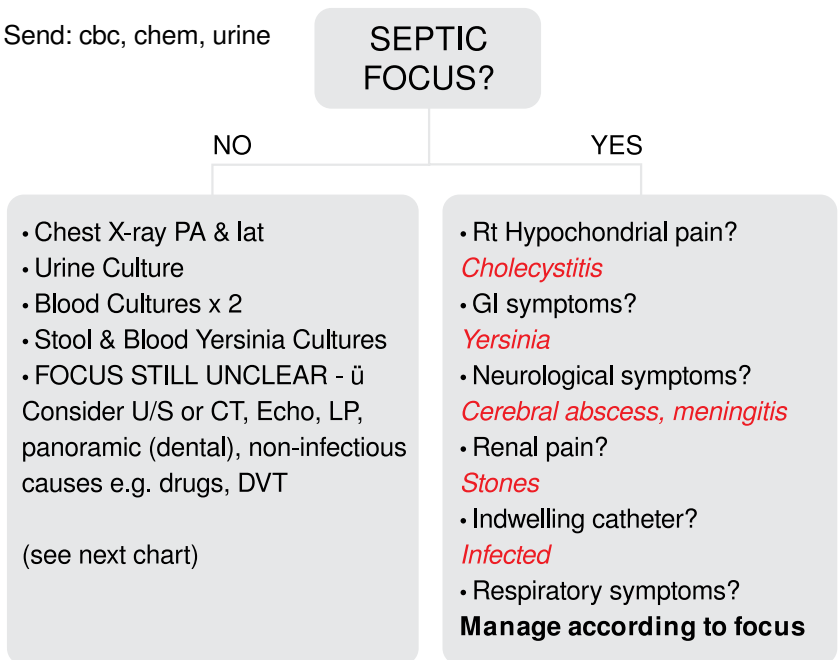 Send: cbc, chem, urine
SEPTIC
FOCUS?
NO
YES
• Chest X-ray PA & lat
• Urine Culture
• Blood Cultures x 2
• Stool & Blood Yersinia Cultures
• FOCUS STILL UNCLEAR - ü
Consider U/S or CT, Echo, LP,
panoramic (dental), non-infectious
causes e.g. drugs, DVT
(see next chart)
• Rt Hypochondrial pain?
Cholecystitis
• GI symptoms?
Yersinia
• Neurological symptoms?
Cerebral abscess, meningitis
• Renal pain?
Stones
• Indwelling catheter?
Infected
• Respiratory symptoms?
Manage according to focus